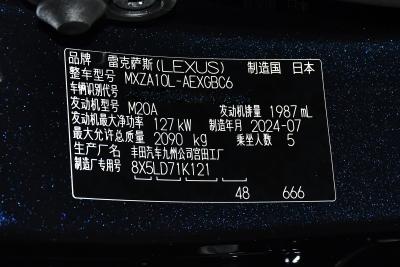 品牌 雷克萨斯(LEXUS) 制造国 日本
整车型号 MXZA10L-AEXGBC6
车辆识别代号
发动机型号 M20A 发动机排量 1987 mL
发动机最大净功率 127 kW 制造年月 2024-07
最大允许总质量 2090 kg 乘坐人数 5
生产厂名 丰田汽车九州公司宫田工厂
制造厂专用号 8X5LD71K121
48 666